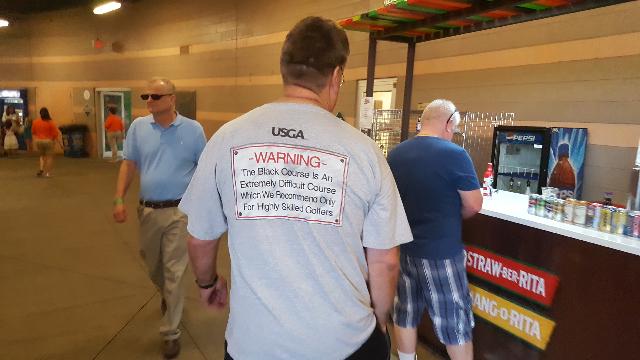 USGA
-WARNING-
The Black Course Is An
Extremely Difficult Course
Which We Recommend Only
For Highly Skilled Golfers
PEPSI
STRAW-BER-RITA
ANG-O-RITA